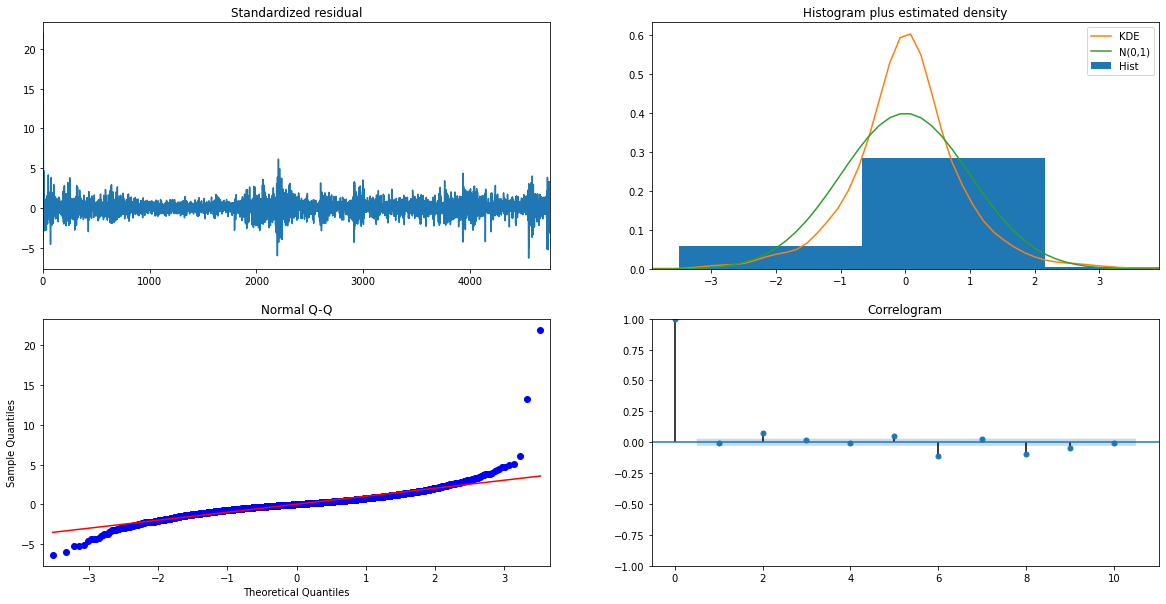 Standardized residual
20
15
10
5
0
−5
0 1000 2000 3000 4000
Histogram plus estimated density
KDE
N(0,1)
Hist
0.6
0.5
0.4
0.3
0.2
0.1
0.0
−3 −2 −1 0 1 2 3
Normal Q-Q
Sample Quantiles
20
15
10
5
0
−5
−3 −2 −1 0 1 2 3
Theoretical Quantiles
Correlogram
1.00
0.75
0.50
0.25
0.00
−0.25
−0.50
−0.75
−1.00
0 2 4 6 8 10